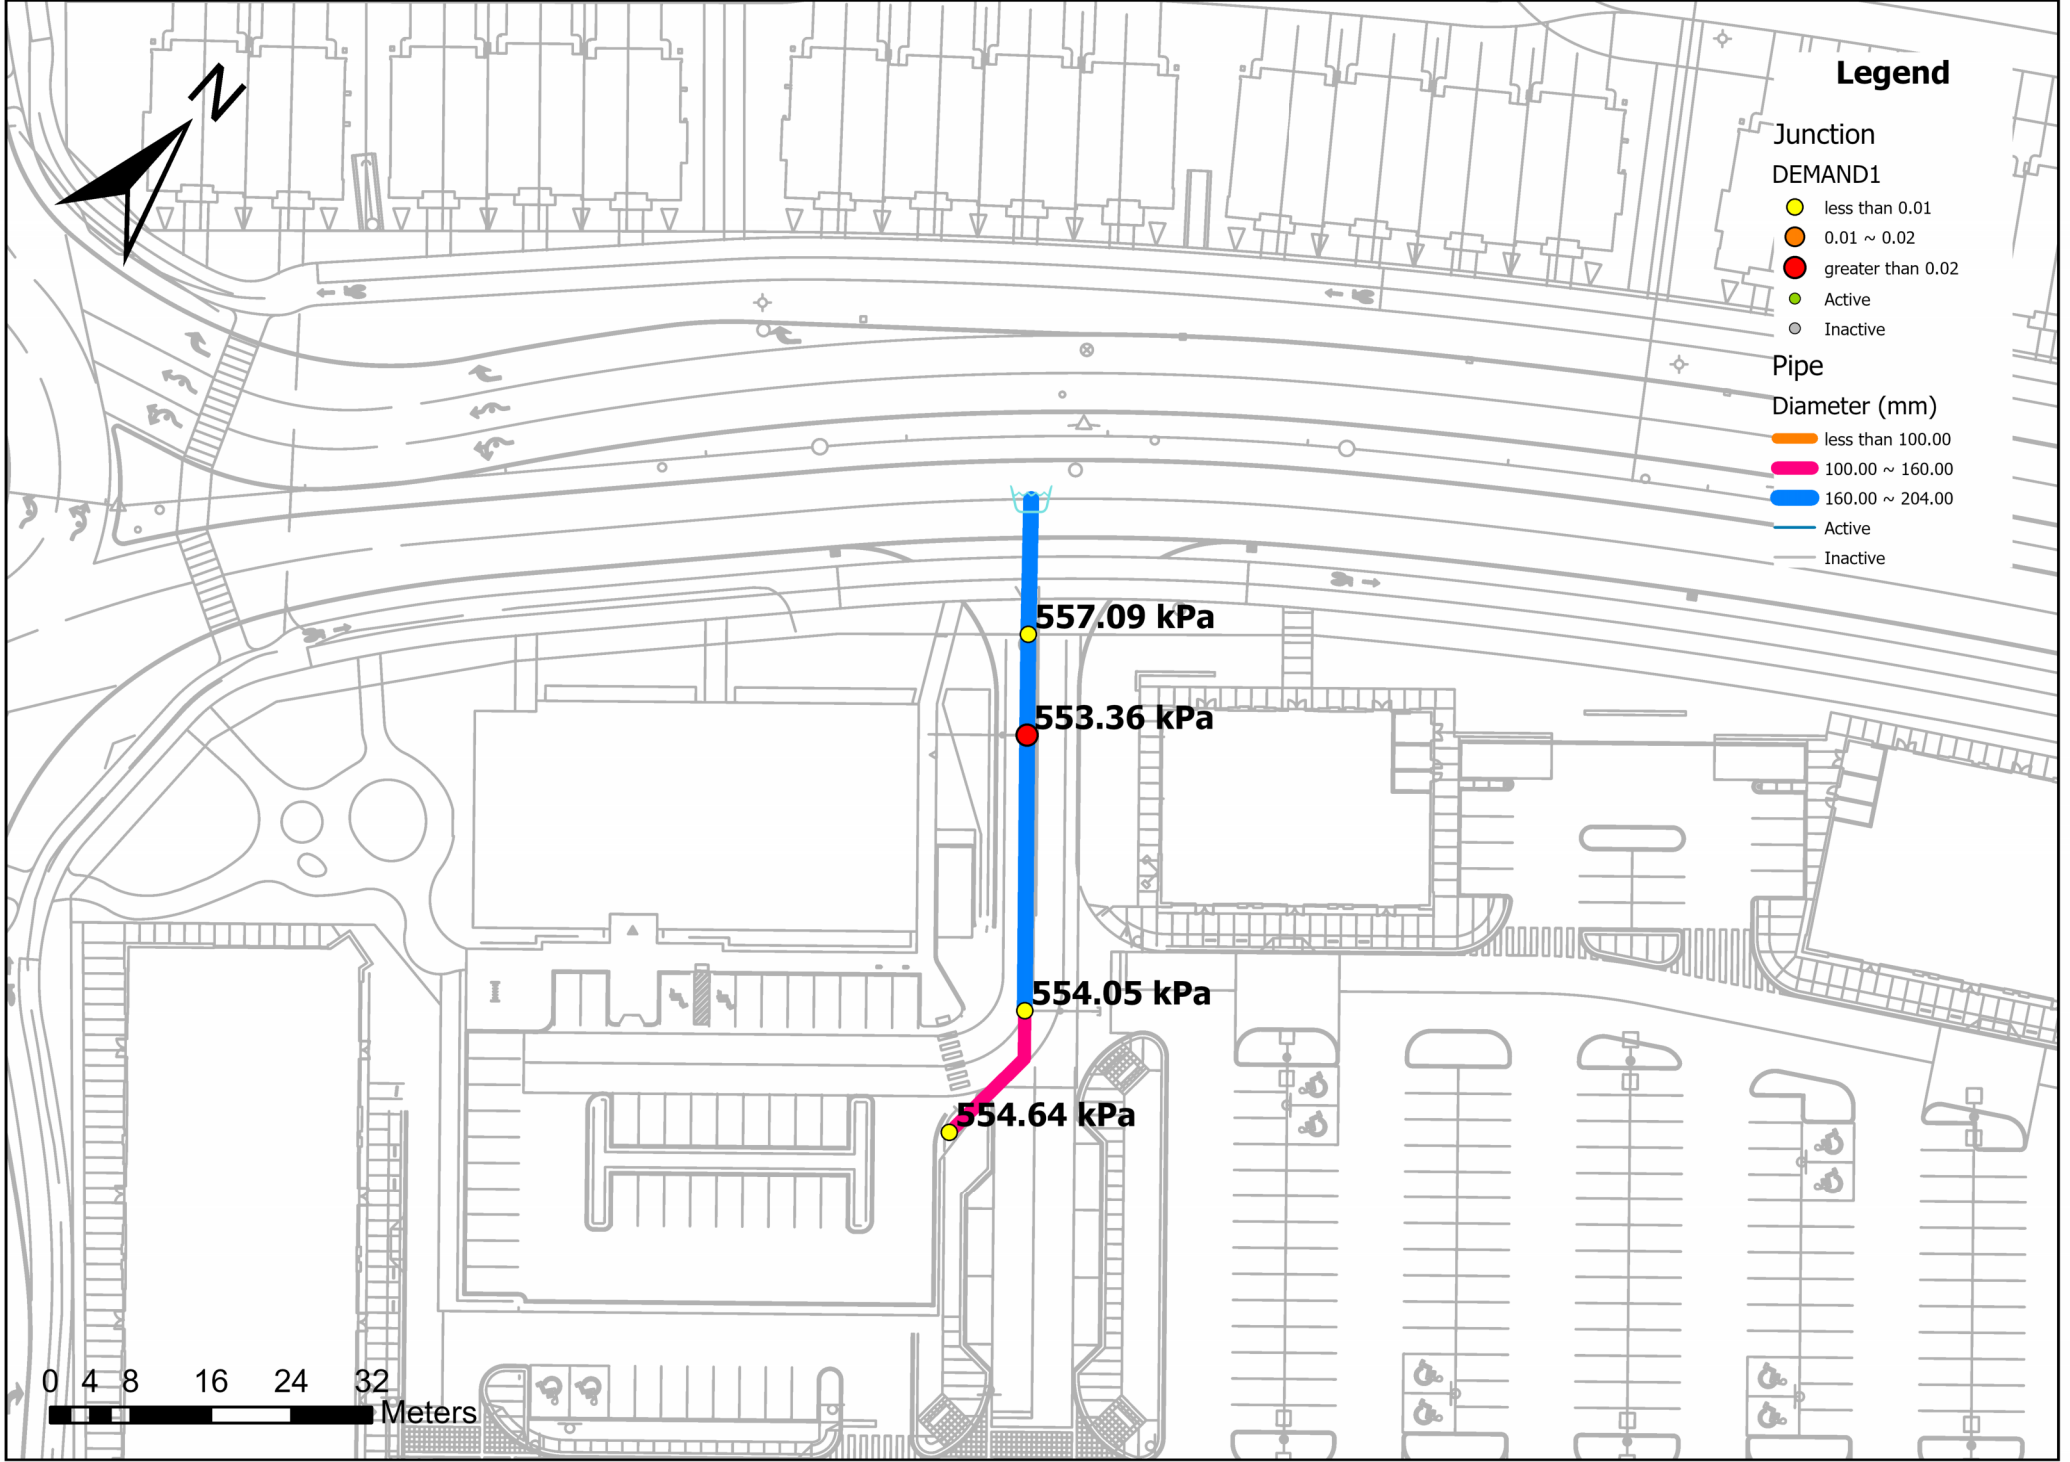 N
Legend
Junction
DEMAND1
less than 0.01
0.01 ~ 0.02
greater than 0.02
Active
Inactive
Pipe
Diameter (mm)
less than 100.00
100.00 ~ 160.00
160.00 ~ 204.00
Active
Inactive
557.09 kPa
553.36 kPa
554.05 kPa
554.64 kPa
0 4 8 16 24 32
Meters